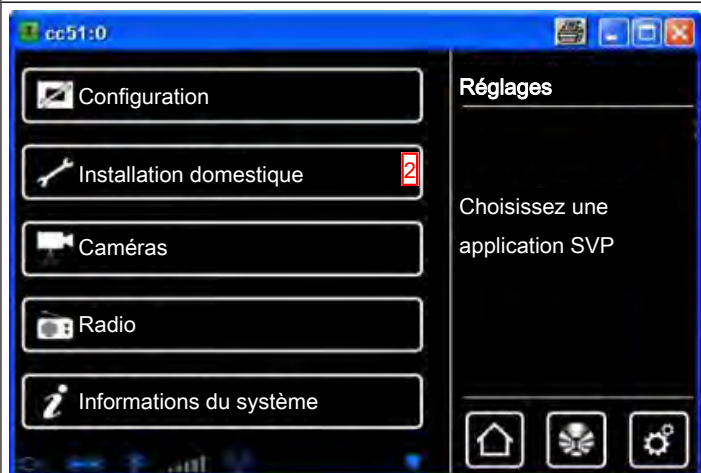 cc51:0
Configuration
Installation domestique 2
Caméras
Radio
Informations du système
Réglages
Choisissez une
application SVP